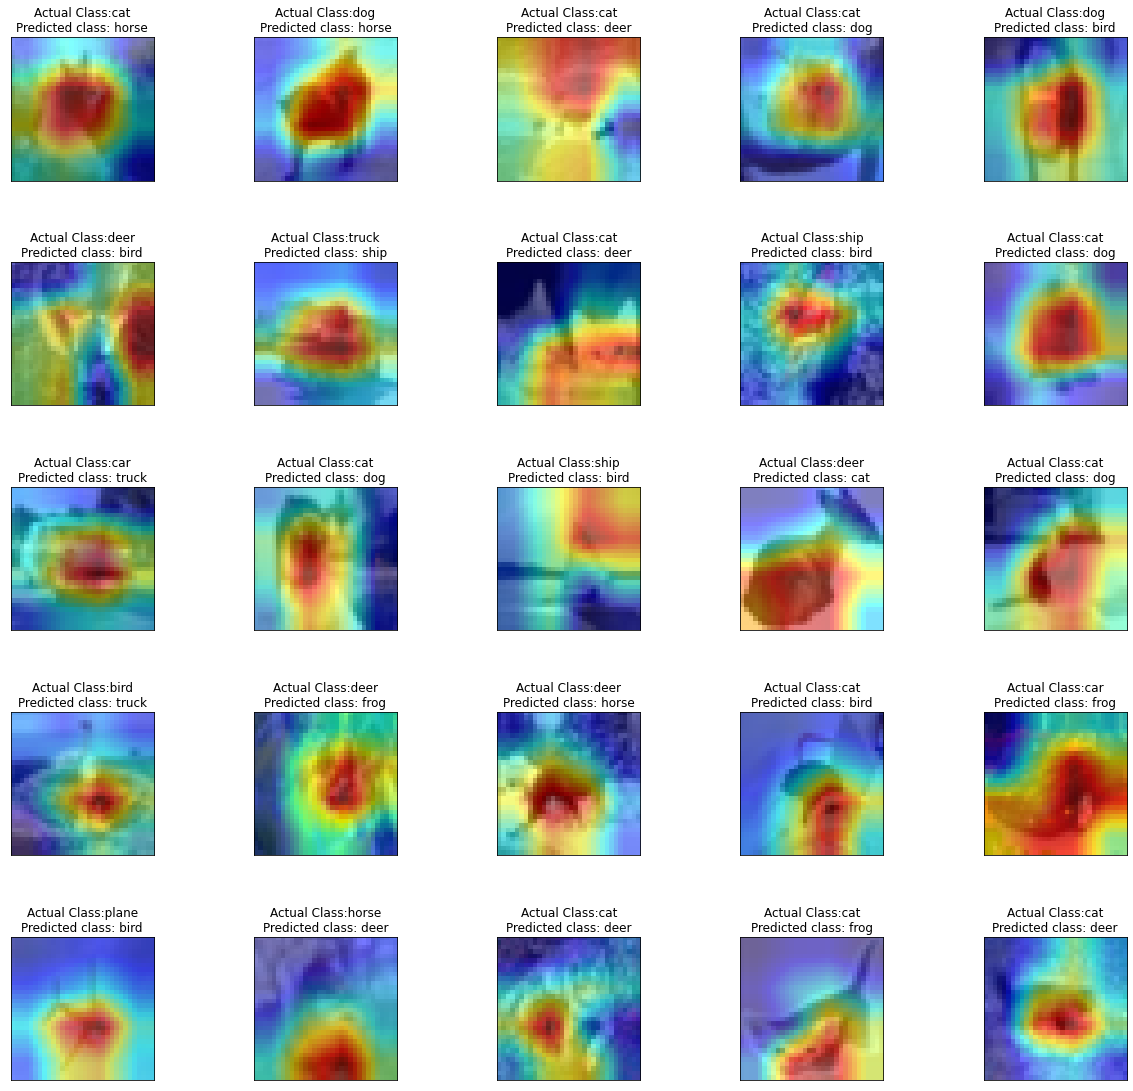 Actual Class:cat
Predicted class: horse
Actual Class:dog
Predicted class: horse
Actual Class:cat
Predicted class: deer
Actual Class:cat
Predicted class: dog
Actual Class:dog
Predicted class: bird
Actual Class:deer
Predicted class: bird
Actual Class:truck
Predicted class: ship
Actual Class:cat
Predicted class: deer
Actual Class:ship
Predicted class: bird
Actual Class:cat
Predicted class: dog
Actual Class:car
Predicted class: truck
Actual Class:cat
Predicted class: dog
Actual Class:ship
Predicted class: bird
Actual Class:deer
Predicted class: cat
Actual Class:cat
Predicted class: dog
Actual Class:bird
Predicted class: truck
Actual Class:deer
Predicted class: frog
Actual Class:deer
Predicted class: horse
Actual Class:cat
Predicted class: bird
Actual Class:car
Predicted class: frog
Actual Class:plane
Predicted class: bird
Actual Class:horse
Predicted class: deer
Actual Class:cat
Predicted class: deer
Actual Class:cat
Predicted class: frog
Actual Class:cat
Predicted class: deer